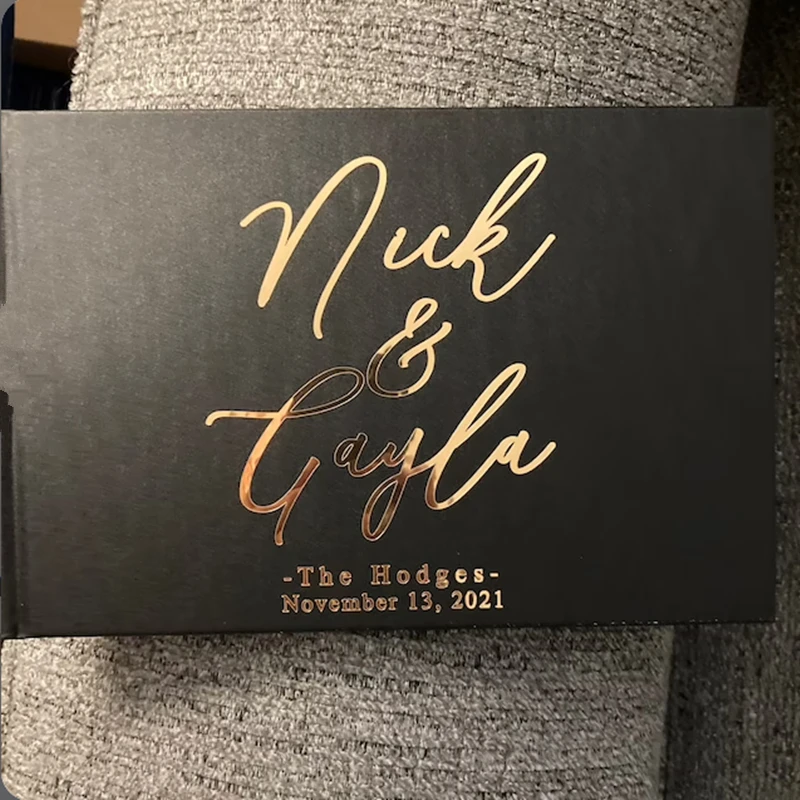 Nick
&
Gayla
-The Hodges-
November 13, 2021